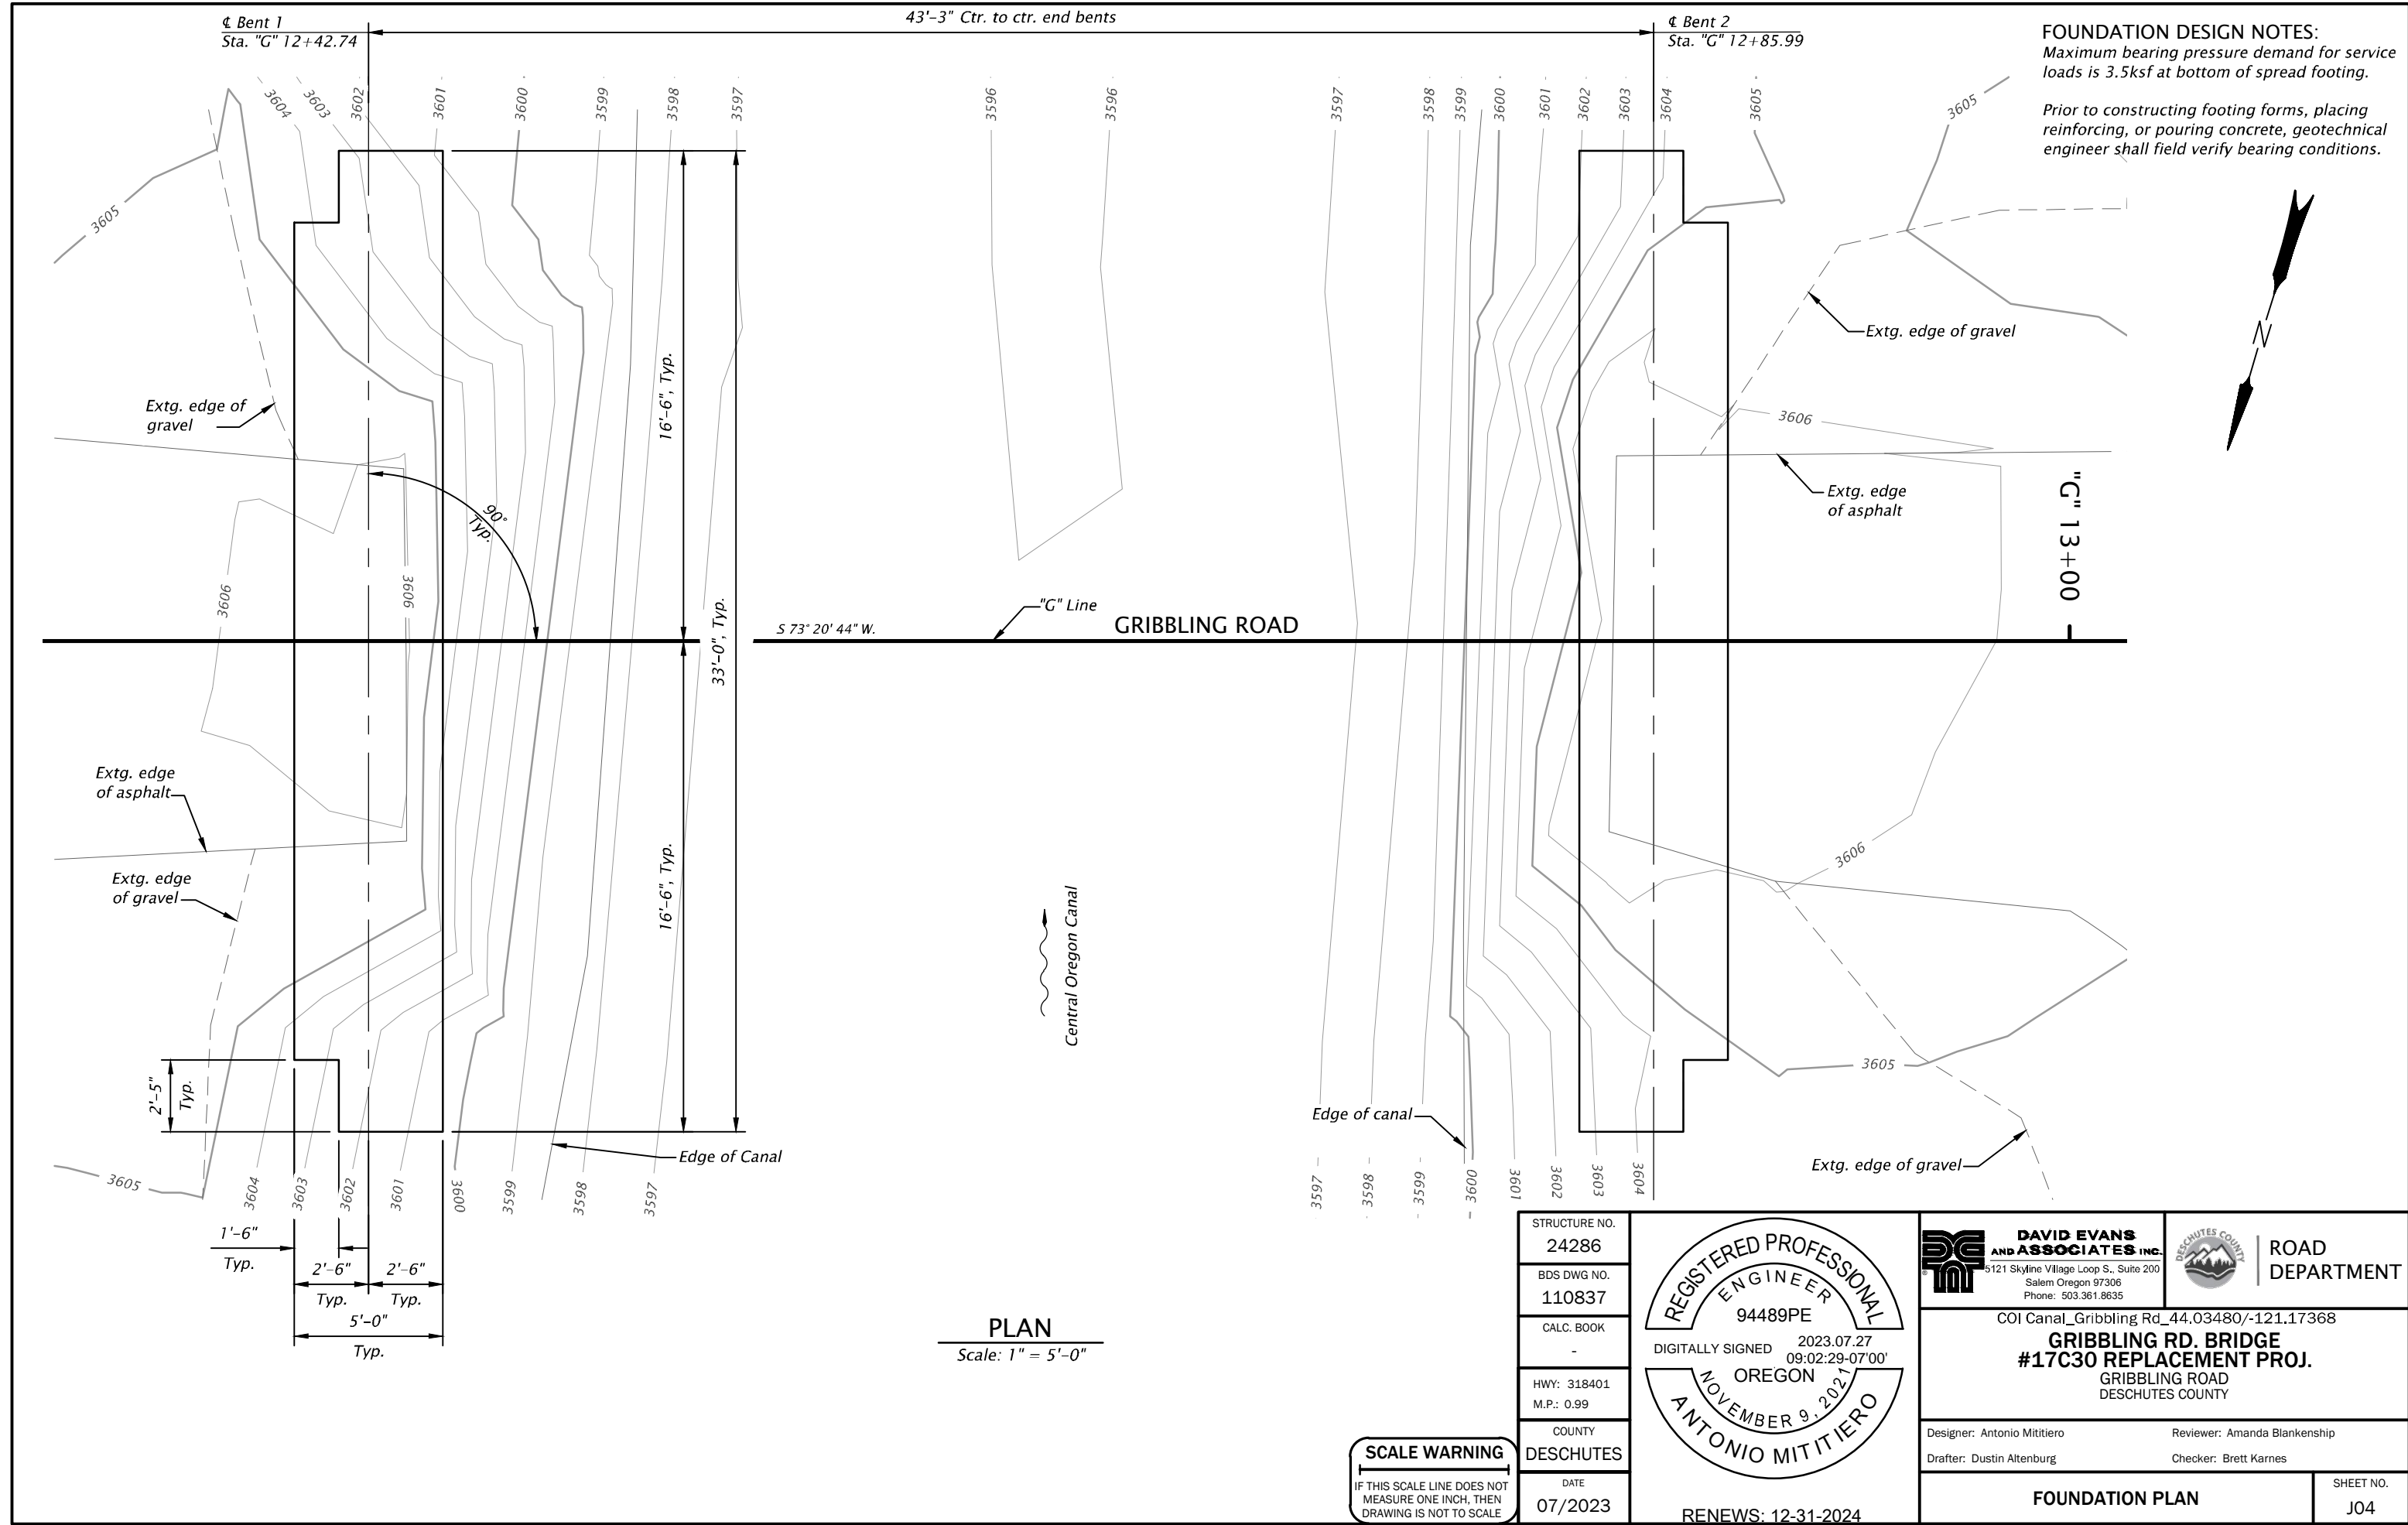 ℄ Bent 1
Sta. "G" 12+42.74
43'-3" Ctr. to ctr. end bents
℄ Bent 2
Sta. "G" 12+85.99
FOUNDATION DESIGN NOTES:
Maximum bearing pressure demand for service
loads is 3.5ksf at bottom of spread footing.
Prior to constructing footing forms, placing
reinforcing, or pouring concrete, geotechnical
engineer shall field verify bearing conditions.
3604
3603
3602
3601
3600
3599
3598
3597
3596
3596
3597
3598
3599
3600
3601
3602
3603
3604
3605
3605
3605
N
Extg. edge of gravel
16'-6", Typ.
Extg. edge of
gravel
3606
Extg. edge
of asphalt
"G" 13+00
90°
Typ.
3606
3606
33'-0", Typ.
S 73° 20' 44" W.
"G" Line
GRIBBLING ROAD
Extg. edge
of asphalt
Extg. edge
of gravel
16'-6", Typ.
Central Oregon Canal
3606
2'-5"
Typ.
3605
Edge of canal
Edge of Canal
Extg. edge of gravel
3605
3604
3603
3602
3601
3600
3599
3598
3597
3597
3598
3599
3600
3601
3602
3603
3604
1'-6"
Typ.
2'-6"
Typ.
2'-6"
Typ.
5'-0"
Typ.
PLAN
Scale: 1" = 5'-0"
SCALE WARNING
IF THIS SCALE LINE DOES NOT
MEASURE ONE INCH, THEN
DRAWING IS NOT TO SCALE
STRUCTURE NO.
24286
BDS DWG NO.
110837
CALC. BOOK
-
HWY: 318401
M.P.: 0.99
COUNTY
DESCHUTES
DATE
07/2023
REGISTERED PROFESSIONAL
ENGINEER
94489PE
DIGITALLY SIGNED
2023.07.27
09:02:29-07'00'
OREGON
NOVEMBER 9, 2021
ANTONIO MITITIERO
RENEWS: 12-31-2024
DAVID EVANS
AND ASSOCIATES INC.
5121 Skyline Village Loop S., Suite 200
Salem Oregon 97306
Phone: 503.361.8635
®
DESCHUTES COUNTY
ROAD
DEPARTMENT
COI Canal_Gribbling Rd_44.03480/-121.17368
GRIBBLING RD. BRIDGE
#17C30 REPLACEMENT PROJ.
GRIBBLING ROAD
DESCHUTES COUNTY
Designer: Antonio Mititiero
Reviewer: Amanda Blankenship
Drafter: Dustin Altenburg
Checker: Brett Karnes
FOUNDATION PLAN
SHEET NO.
J04